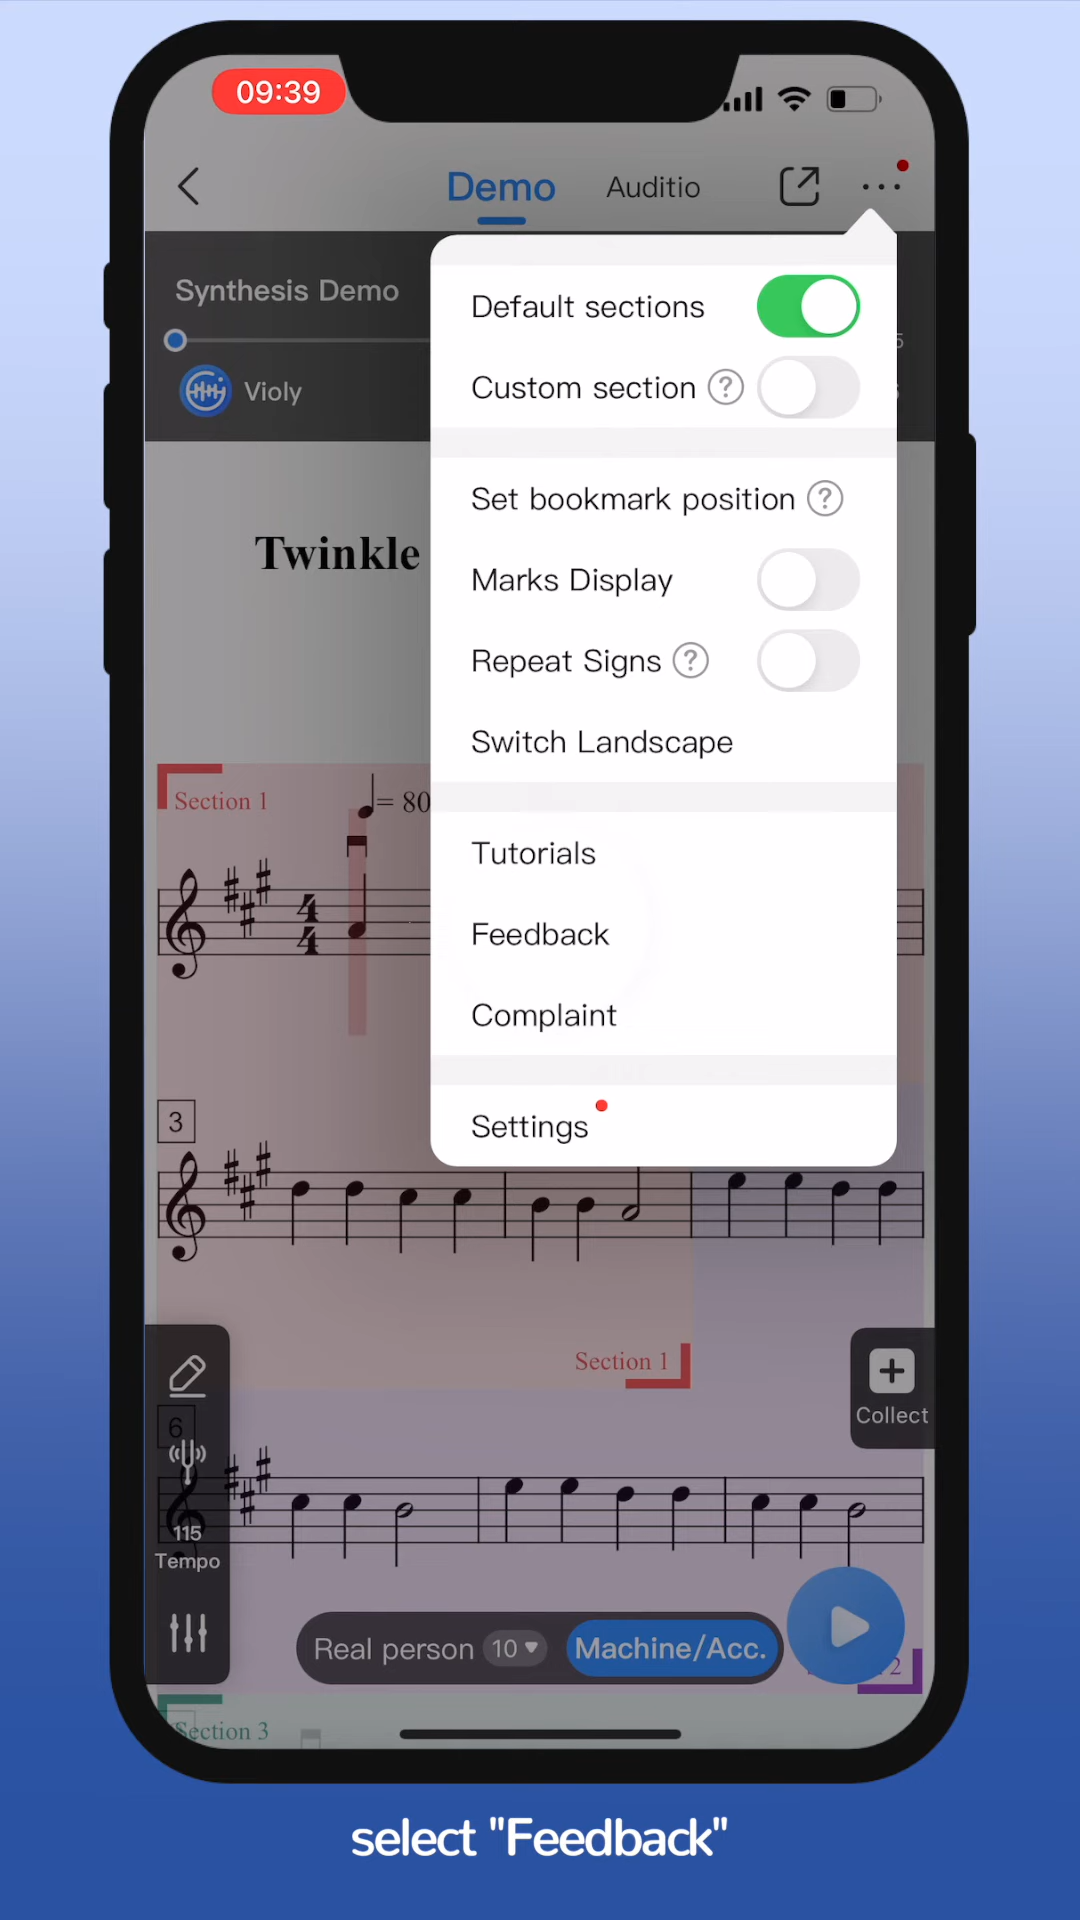 09:39
Demo
Auditio
Synthesis Demo
Violy
Default sections
Custom section ?
Set bookmark position ?
Marks Display
Repeat Signs ?
Switch Landscape
Tutorials
Feedback
Complaint
Settings
Twinkle
Section 1
= 80
4
4
3
Section 1
6
Collect
115
Tempo
Real person 10
Machine/Acc.
2
Section 3
select "Feedback"